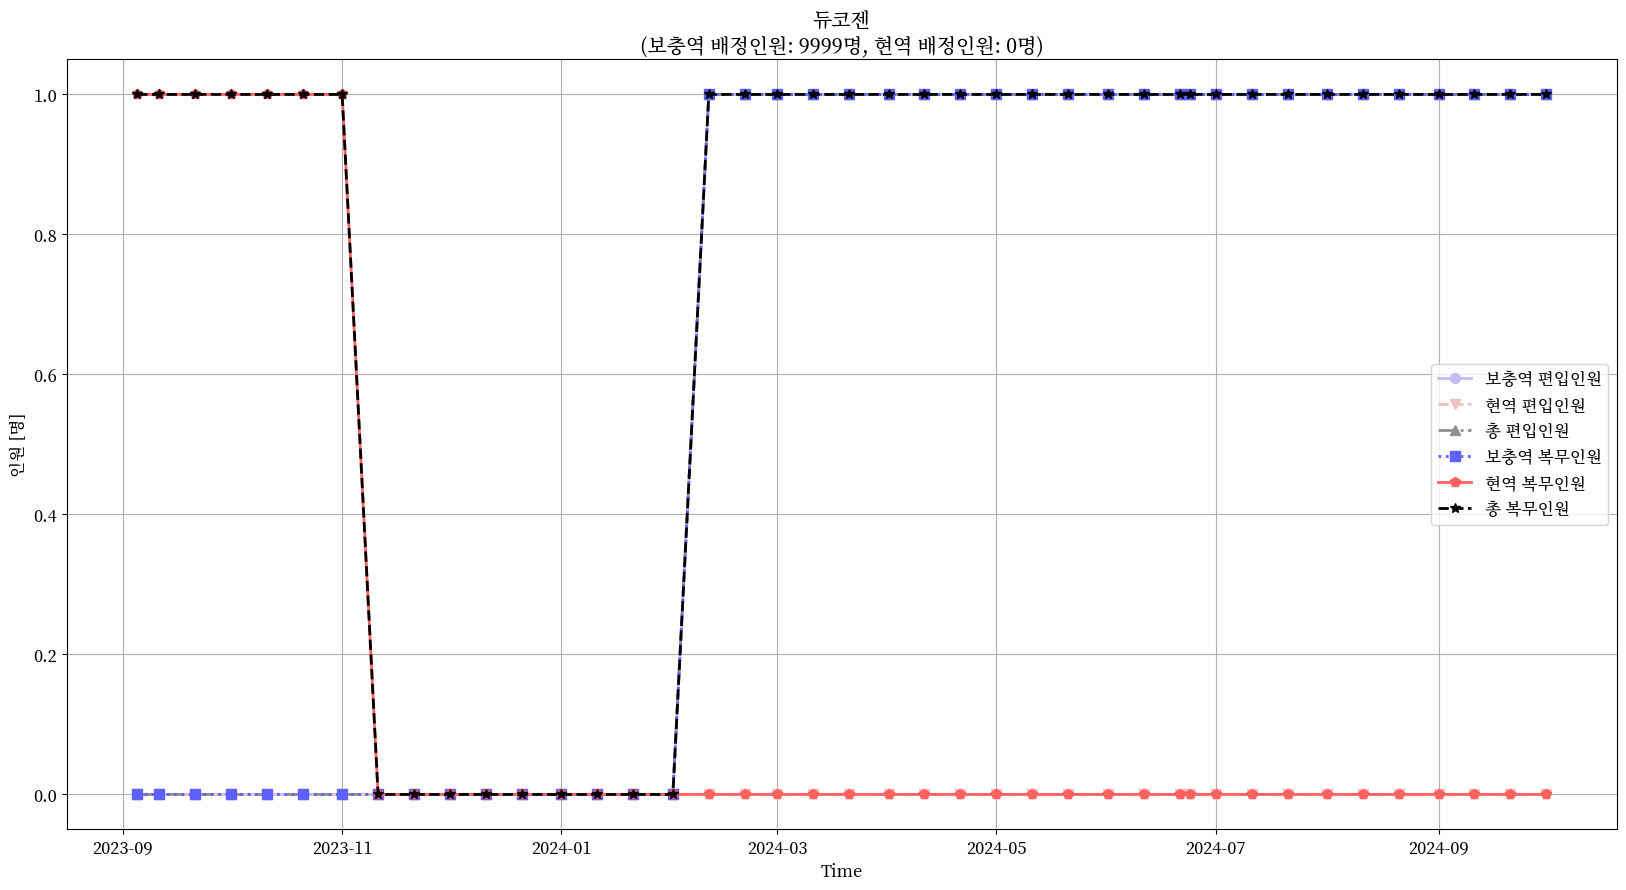 듀코젠
(보충역 배정인원: 9999명, 현역 배정인원: 0명)
1.0
0.8
0.6
0.4
0.2
0.0
인원 [명]
보충역 편입인원
현역 편입인원
총 편입인원
보충역 복무인원
현역 복무인원
총 복무인원
2023-09 2023-11 2024-01 2024-03 2024-05 2024-07 2024-09
Time